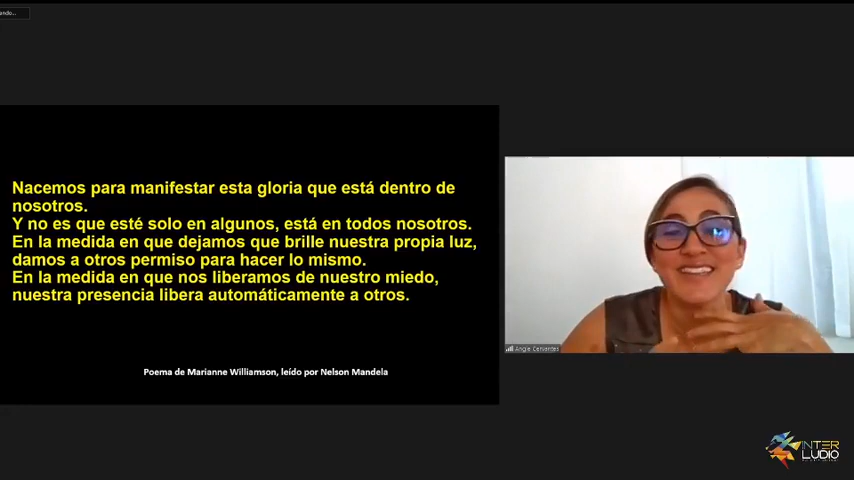 Nacemos para manifestar esta gloria que está dentro de
nosotros.
Y no es que esté solo en algunos, está en todos nosotros.
En la medida en que dejamos que brille nuestra propia luz,
damos a otros permiso para hacer lo mismo.
En la medida en que nos liberamos de nuestro miedo,
nuestra presencia libera automáticamente a otros.
Poema de Marianne Williamson, leído por Nelson Mandela
Angie Cervantes
INTER
LUDIO